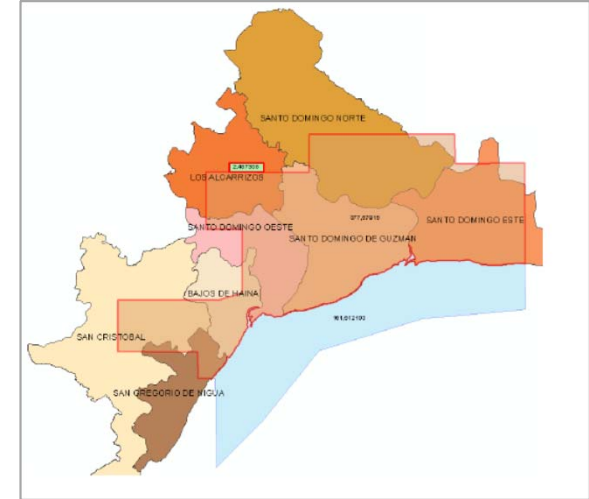 SANTO DOMINGO NORTE
LOS ALCARRIZOS
SANTO DOMINGO OESTE
SANTO DOMINGO ESTE
SANTO DOMINGO DE GUZMAN
BAJOS DE HAINA
SAN CRISTOBAL
SAN GREGORIO DE NIGUA